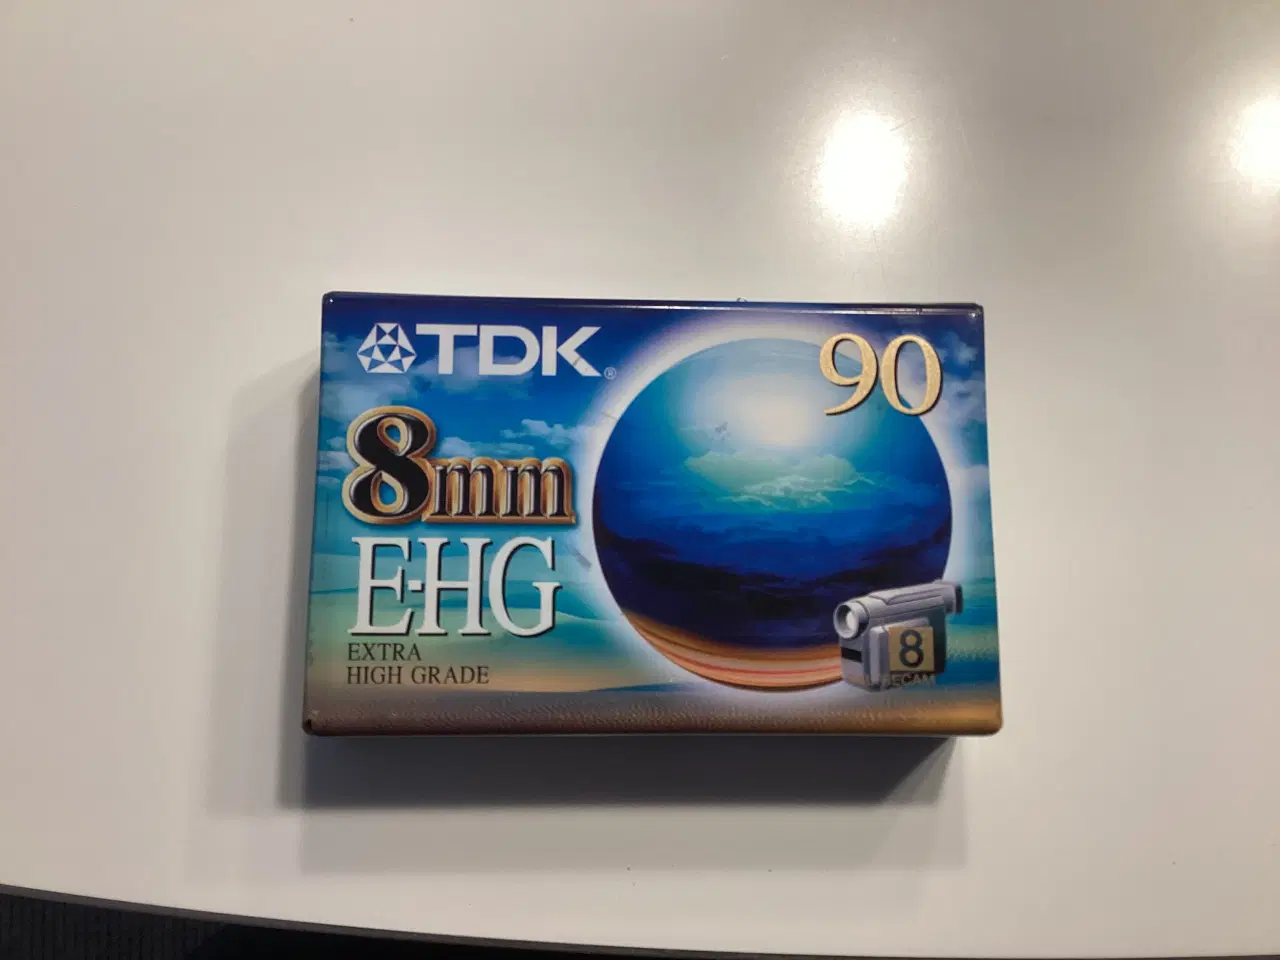 TDK®
90
8mm
E·HG
EXTRA
HIGH GRADE
8